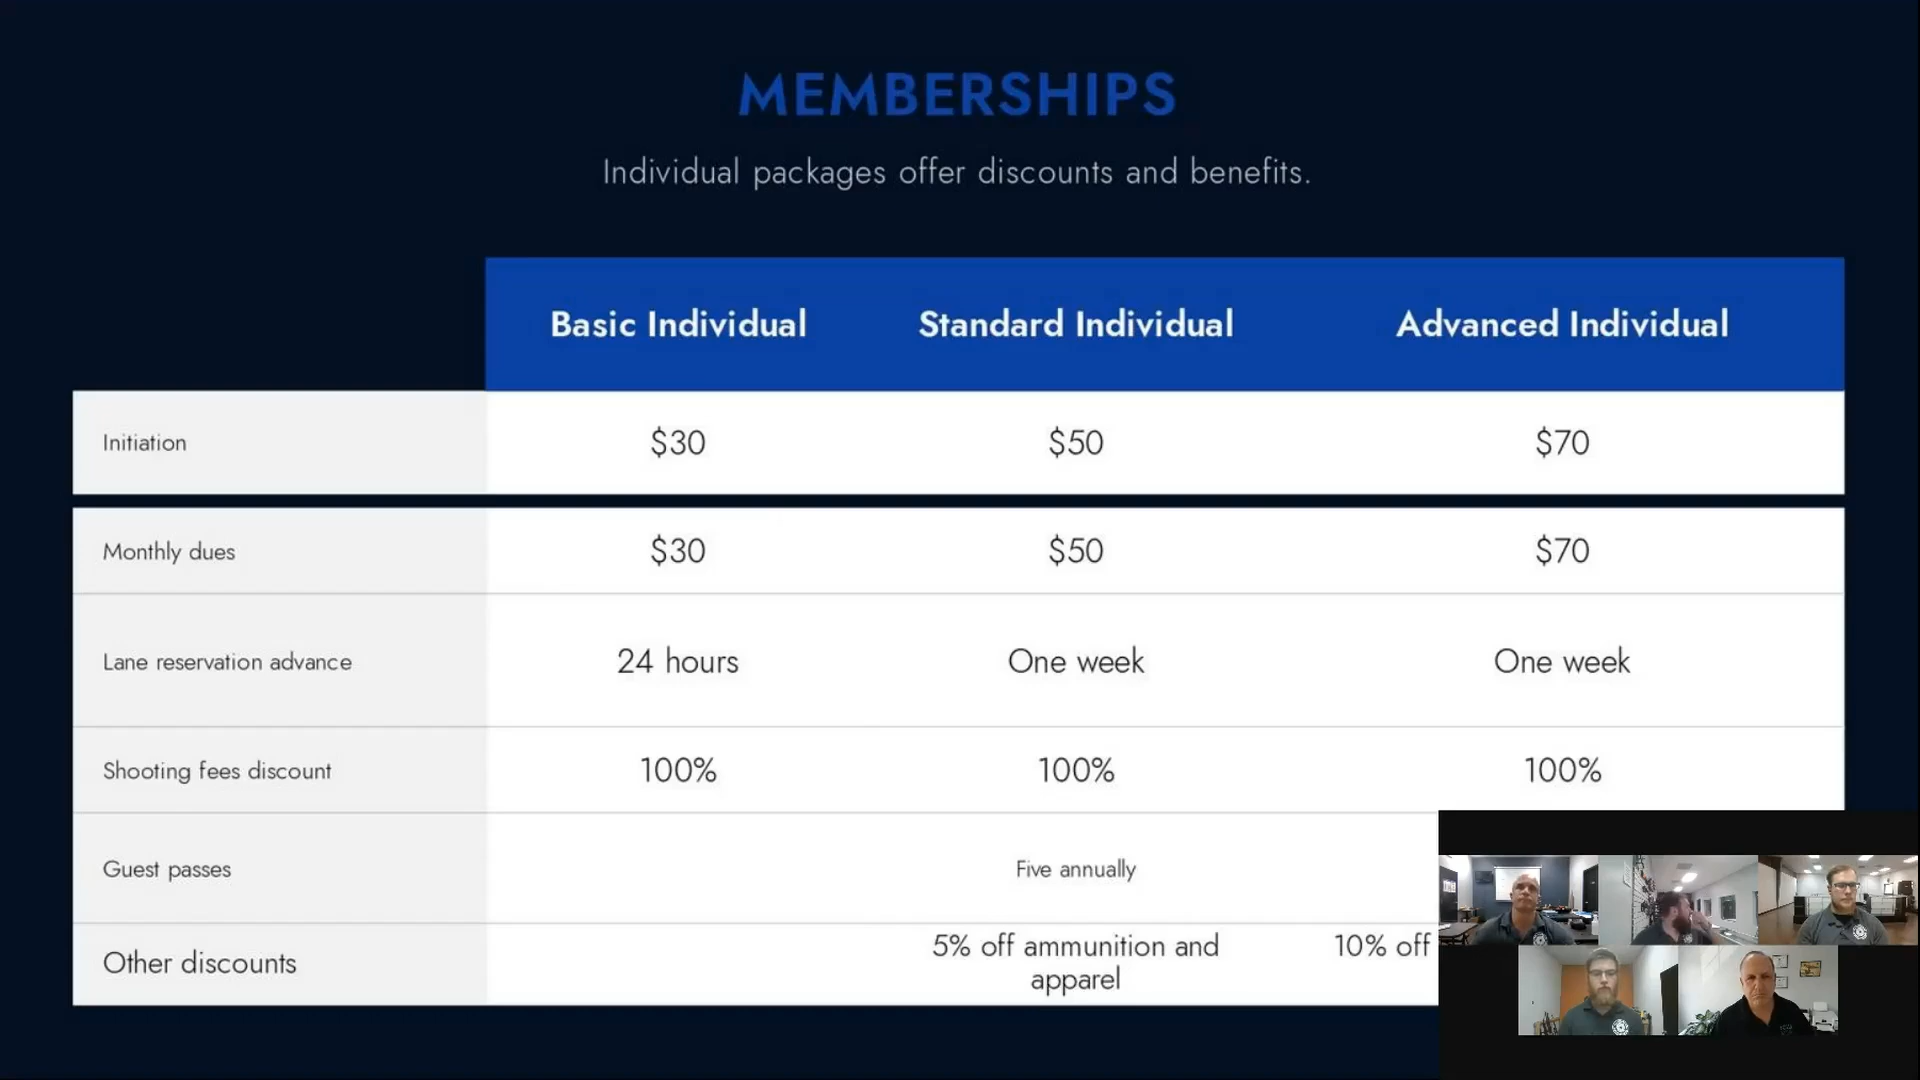 MEMBERSHIPS
Individual packages offer discounts and benefits.
Basic Individual Standard Individual Advanced Individual
Initiation $30 $50 $70
Monthly dues $30 $50 $70
Lane reservation advance 24 hours One week One week
Shooting fees discount 100% 100% 100%
Guest passes Five annually
Other discounts 5% off ammunition and apparel 10% off